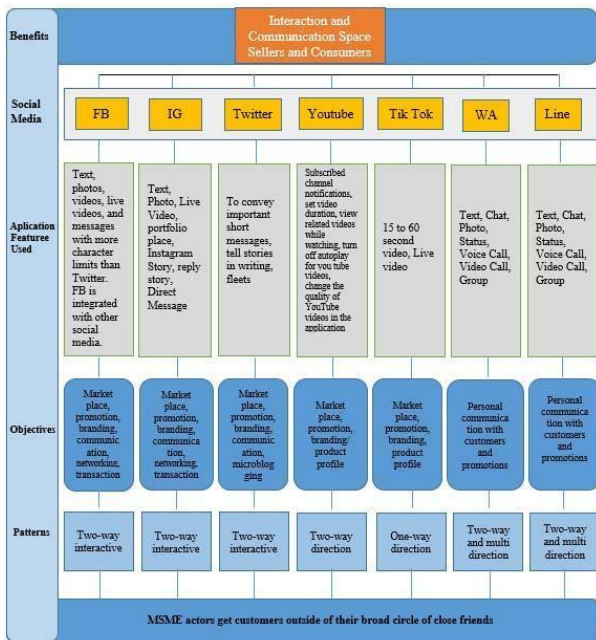 Benefits
Interaction and
Communication Space
Sellers and Consumers
Social
Media
FB
IG
Twitter
Youtube
Tik Tok
WA
Line
Aplication
Featuree
Used
Text,
photos,
videos, live
videos, and
messages
with more
character
limits than
Twitter.
FB is
integrated
with other
social
media.
Text,
Photo, Live
Video,
portfolio
place,
Instagram
Story, reply
story,
Direct
Message
To convey
important
short
messages,
tell stories
in writing,
fleets
Subscribed
channel
notifications,
set video
duration, view
related videos
while
watching, turn
off autoplay
for you tube
videos,
change the
quality of
YouTube
videos in the
application
15 to 60
second
video, Live
video
Text, Chat,
Photo,
Status,
Voice Call,
Video Call,
Group
Text, Chat,
Photo,
Status,
Voice Call,
Video Call,
Group
Objectives
Market
place,
promotion,
branding,
communic
ation,
networking,
transaction
Market
place,
promotion,
branding,
communica
tion,
networking,
transaction
Market
place,
promotion,
branding,
communic
ation,
microblog
ging
Market
place,
promotion,
branding/
product
profile
Market
place,
promotion,
branding,
product
profile
Personal
communica
tion with
customers
and
promotions
Personal
communica
tion with
customers
and
promotions
Patterns
Two-way
interactive
Two-way
interactive
Two-way
interactive
Two-way
direction
One-way
direction
Two-way
and multi
direction
Two-way
and multi
direction
MSME actors get customers outside of their broad circle of close friends